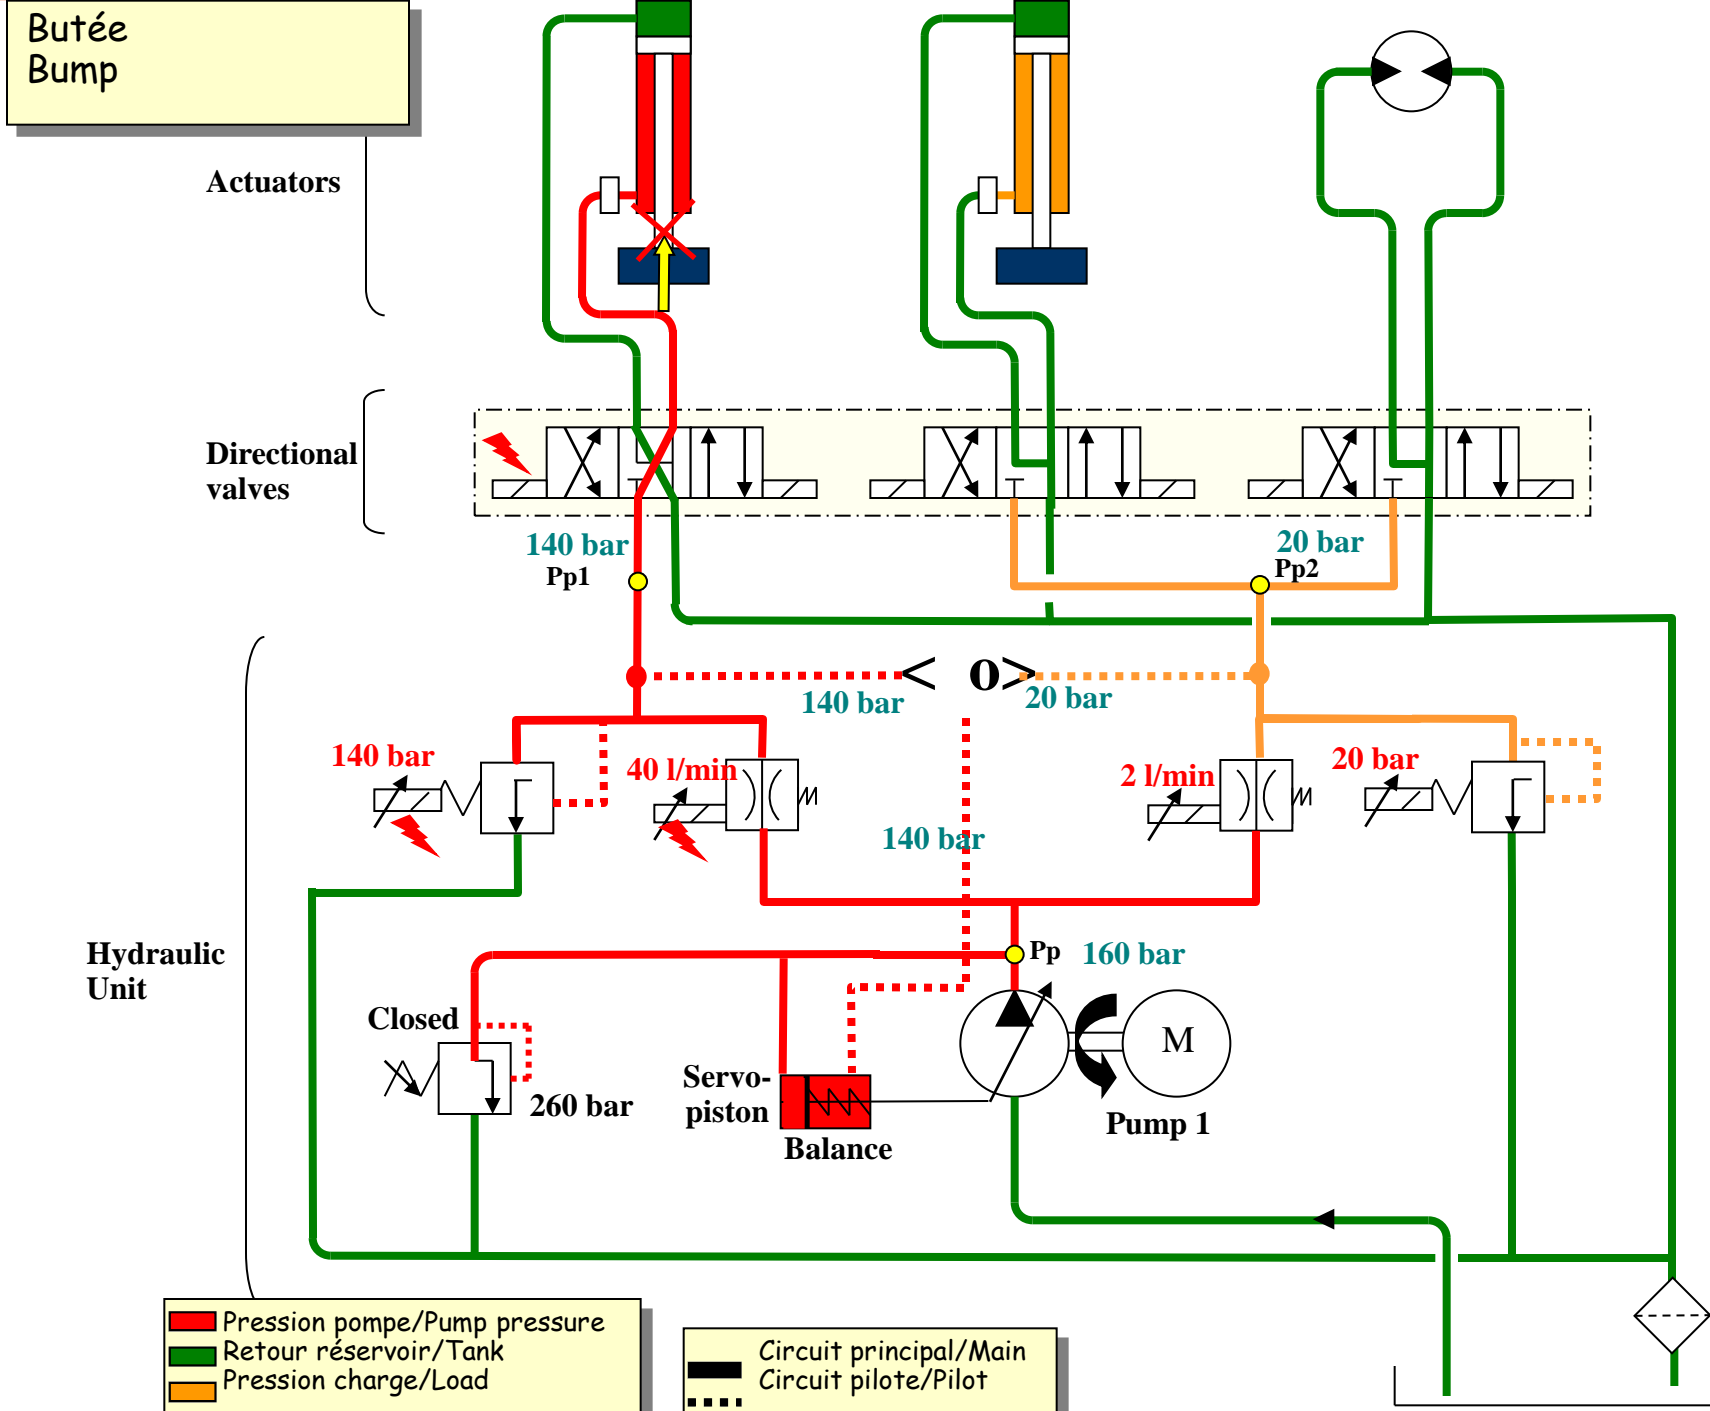 Butée
Bump
Actuators
Directional
valves
140 bar
Pp1
20 bar
Pp2
< o>
140 bar
20 bar
140 bar
40 l/min
2 l/min
20 bar
140 bar
Hydraulic
Unit
Pp
160 bar
Closed
260 bar
Servo-
piston
Balance
M
Pump 1
Pression pompe/Pump pressure
Retour réservoir/Tank
Pression charge/Load
Circuit principal/Main
Circuit pilote/Pilot